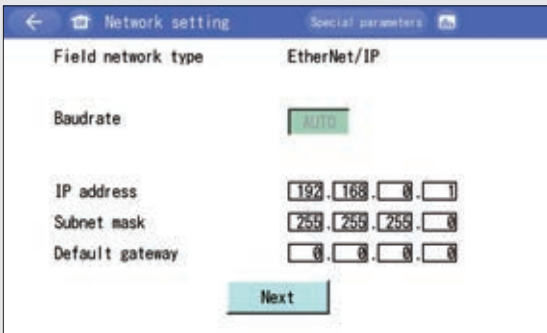 Network setting Special parameters
Field network type EtherNet/IP
Baudrate AUTO
IP address 192.168.0.1
Subnet mask 255.255.255.0
Default gateway 0.0.0.0
Next